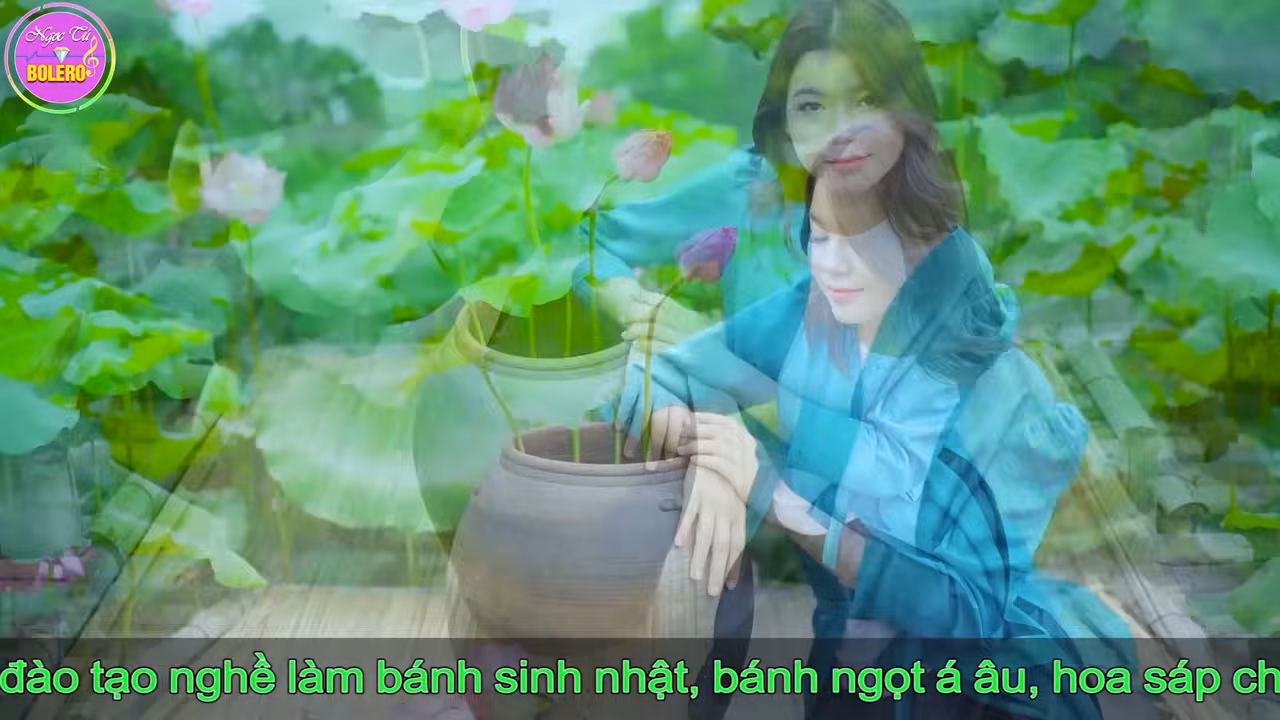 Ngọc Tú
BOLERO
đào tạo nghề làm bánh sinh nhật, bánh ngọt á âu, hoa sáp ch